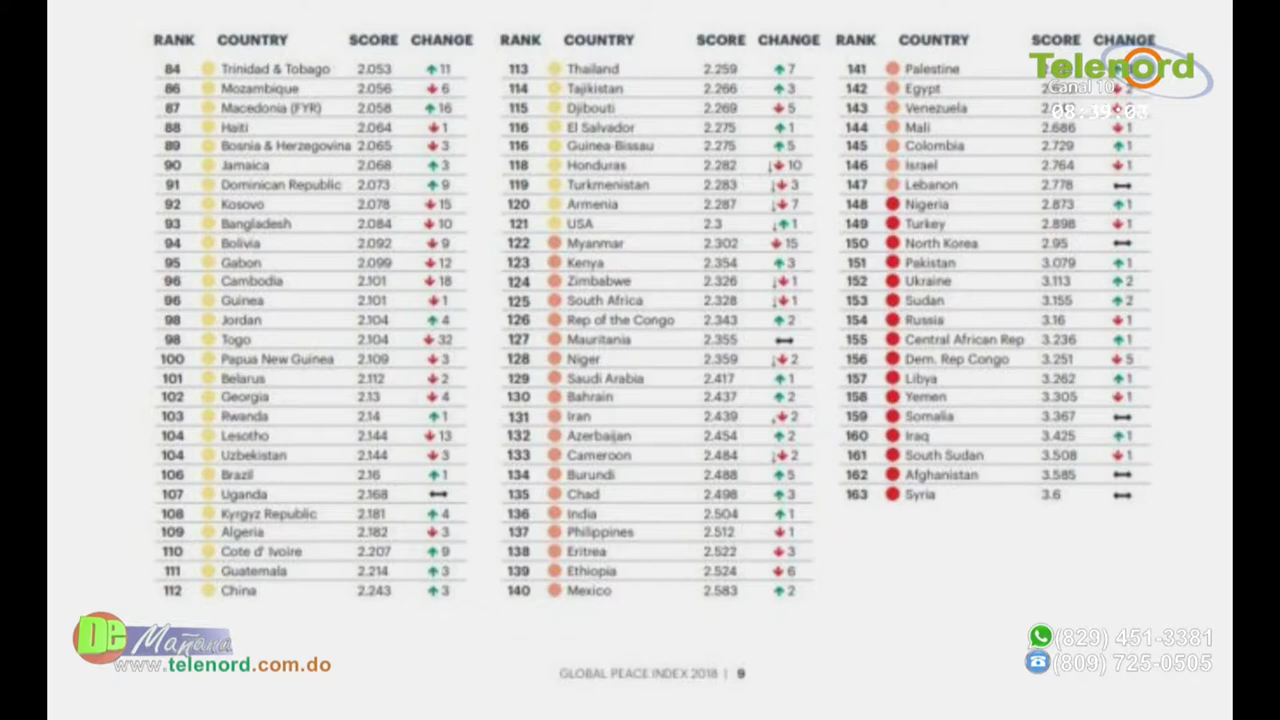 RANK COUNTRY SCORE CHANGE
84 Trinidad & Tobago 2.053 11
86 Mozambique 2.056 6
87 Macedonia (FYR) 2.058 16
88 Haiti 2.064 1
89 Bosnia & Herzegovina 2.065 3
90 Jamaica 2.068 3
91 Dominican Republic 2.073 9
92 Kosovo 2.078 15
93 Bangladesh 2.084 10
94 Bolivia 2.092 9
95 Gabon 2.099 12
96 Cambodia 2.101 18
96 Guinea 2.101 1
98 Jordan 2.104 4
98 Togo 2.104 32
100 Papua New Guinea 2.109 3
101 Belarus 2.112 2
102 Georgia 2.13 4
103 Rwanda 2.14 1
104 Lesotho 2.144 13
104 Uzbekistan 2.144 3
106 Brazil 2.16 1
107 Uganda 2.168
108 Kyrgyz Republic 2.181 4
109 Algeria 2.182 3
110 Cote d' Ivoire 2.207 9
111 Guatemala 2.214 3
112 China 2.243 3
RANK COUNTRY SCORE CHANGE
113 Thailand 2.259 7
114 Tajikistan 2.266 3
115 Djibouti 2.269 5
116 El Salvador 2.275 1
116 Guinea-Bissau 2.275 5
118 Honduras 2.282 10
119 Turkmenistan 2.283 3
120 Armenia 2.287 7
121 USA 2.3 1
122 Myanmar 2.302 15
123 Kenya 2.354 3
124 Zimbabwe 2.326 1
125 South Africa 2.328 1
126 Rep of the Congo 2.343 2
127 Mauritania 2.355
128 Niger 2.359 2
129 Saudi Arabia 2.417 1
130 Bahrain 2.437 2
131 Iran 2.439 2
132 Azerbaijan 2.454 2
133 Cameroon 2.484 2
134 Burundi 2.488 5
135 Chad 2.498 3
136 India 2.504 1
137 Philippines 2.512 1
138 Eritrea 2.522 3
139 Ethiopia 2.524 6
140 Mexico 2.583 2
RANK COUNTRY SCORE CHANGE
141 Palestine
142 Egypt 2
143 Venezuela
144 Mali 2.686 1
145 Colombia 2.729 1
146 Israel 2.764 1
147 Lebanon 2.778
148 Nigeria 2.873 1
149 Turkey 2.898 1
150 North Korea 2.95
151 Pakistan 3.079 1
152 Ukraine 3.113 2
153 Sudan 3.155 2
154 Russia 3.16 1
155 Central African Rep 3.236 1
156 Dem. Rep Congo 3.251 5
157 Libya 3.262 1
158 Yemen 3.305 1
159 Somalia 3.367
160 Iraq 3.425 1
161 South Sudan 3.508 1
162 Afghanistan 3.585
163 Syria 3.6
Telenord
Canal 10
08:39:03
De Mañana
www.telenord.com.do
GLOBAL PEACE INDEX 2018 | 9
(829) 451-3381
(809) 725-0505